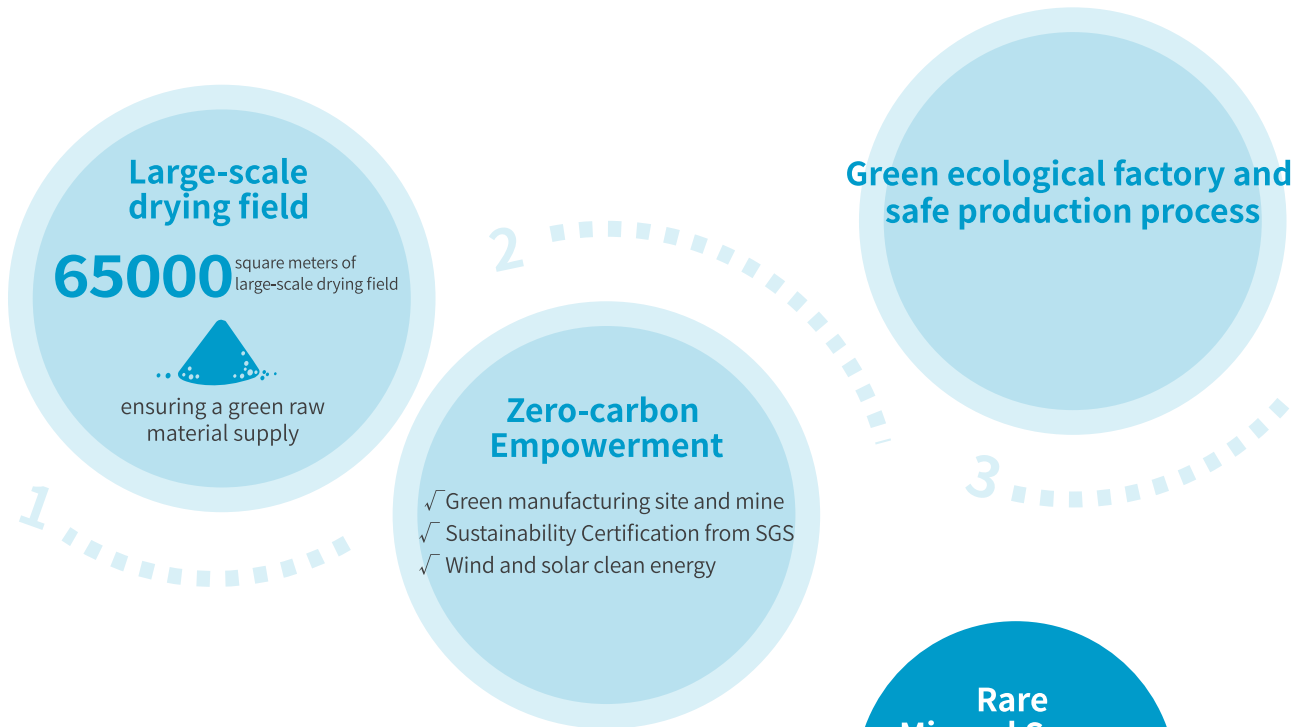 Large-scale
drying field
65000 square meters of
large-scale drying field
ensuring a green raw
material supply
1
2
Zero-carbon
Empowerment
√ Green manufacturing site and mine
√ Sustainability Certification from SGS
√ Wind and solar clean energy
Green ecological factory and
safe production process
3
Rare